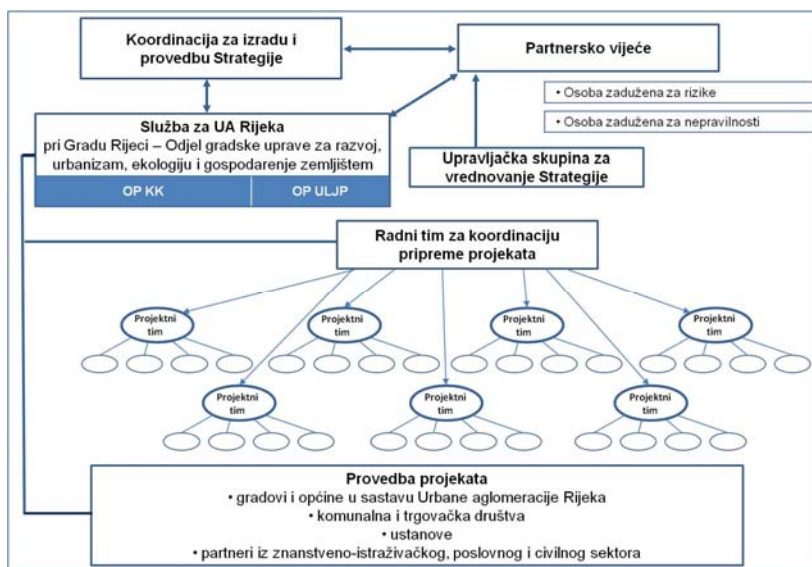 Koordinacija za izradu i
provedbu Strategije
Partnersko vijeće
• Osoba zadužena za rizike
• Osoba zadužena za nepravilnosti
Služba za UA Rijeka
pri Gradu Rijeci – Odjel gradske uprave za razvoj,
urbanizam, ekologiju i gospodarenje zemljištem
OP KK
OP ULJP
Upravljačka skupina za
vrednovanje Strategije
Radni tim za koordinaciju
pripreme projekata
Projektni
tim
Projektni
tim
Projektni
tim
Projektni
tim
Projektni
tim
Projektni
tim
Projektni
tim
Provedba projekata
• gradovi i općine u sastavu Urbane aglomeracije Rijeka
• komunalna i trgovačka društva
• ustanove
• partneri iz znanstveno-istraživačkog, poslovnog i civilnog sektora